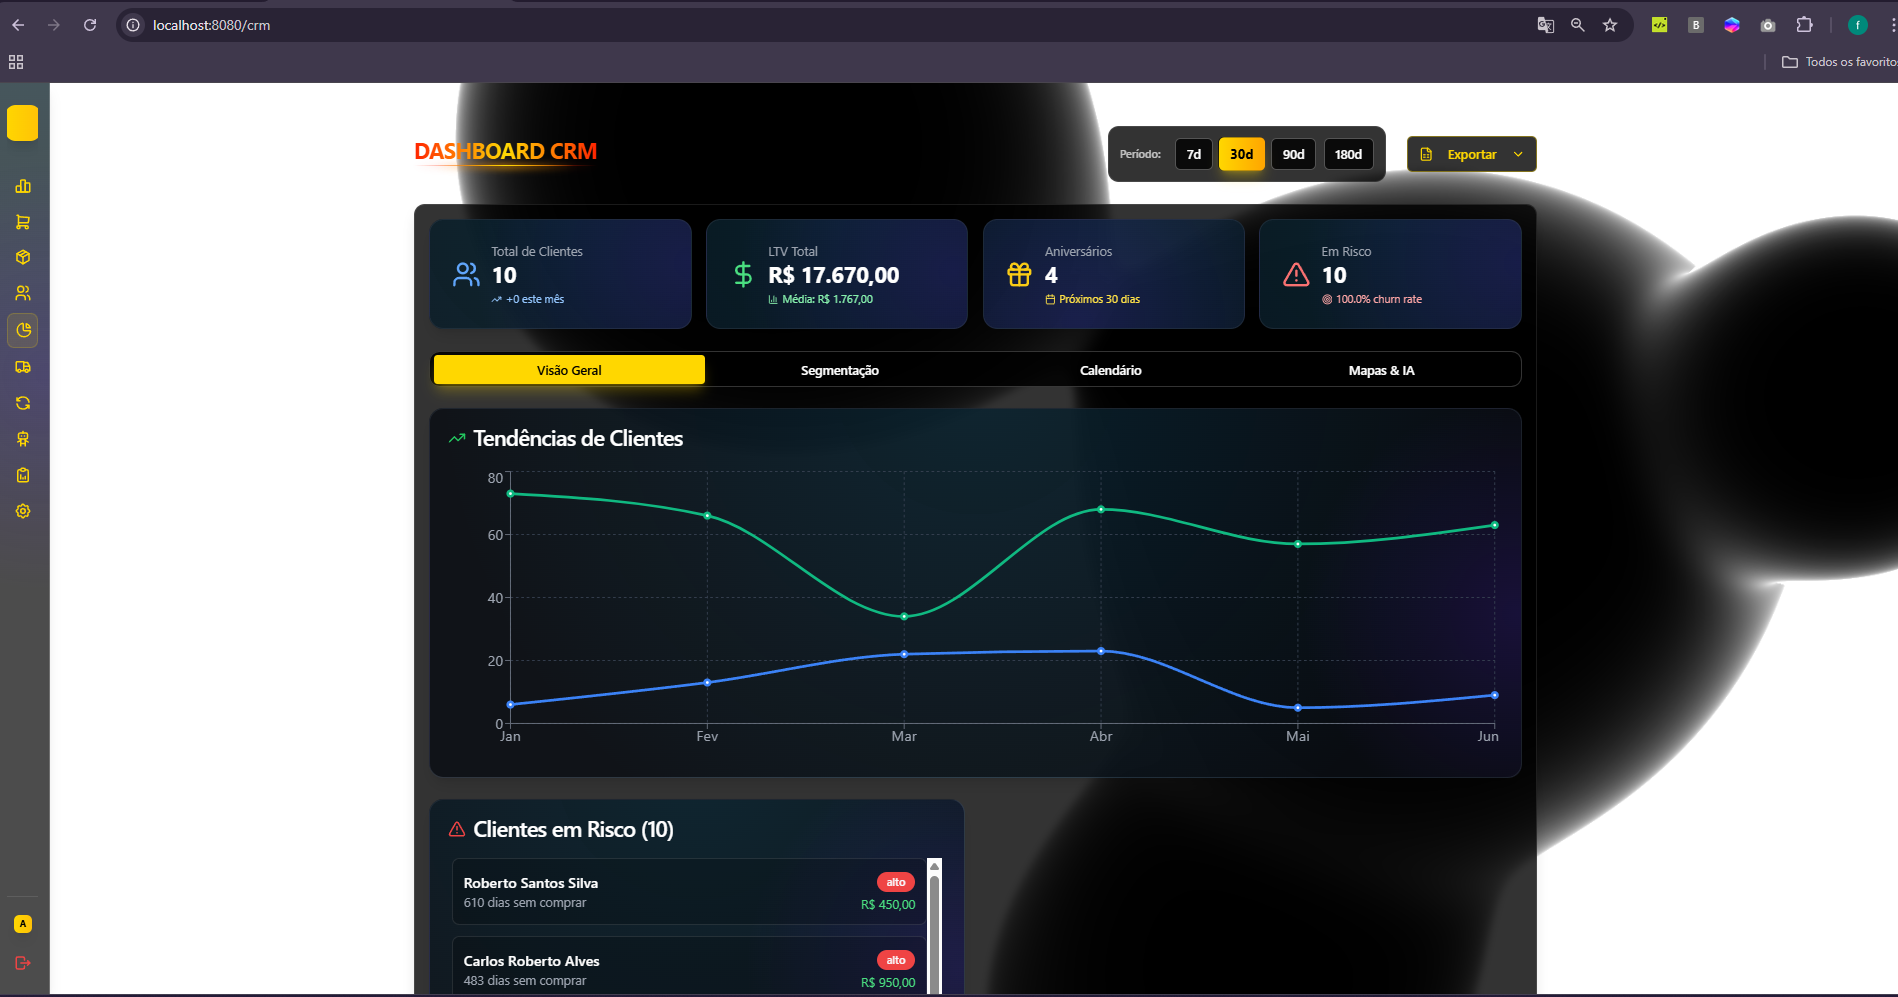 localhost:8080/crm
B
f
Todos os favoritos
DASHBOARD CRM
Período:
7d
30d
90d
180d
Exportar
Total de Clientes
10
+0 este mês
LTV Total
R$ 17.670,00
Média: R$ 1.767,00
Aniversários
4
Próximos 30 dias
Em Risco
10
100.0% churn rate
Visão Geral
Segmentação
Calendário
Mapas & IA
Tendências de Clientes
80
60
40
20
0
Jan
Fev
Mar
Abr
Mai
Jun
Clientes em Risco (10)
Roberto Santos Silva
alto
610 dias sem comprar
R$ 450,00
Carlos Roberto Alves
alto
483 dias sem comprar
R$ 950,00
A